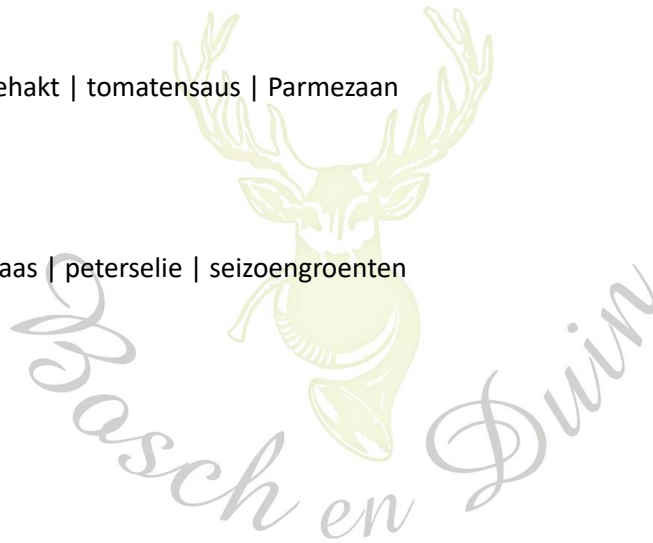 ehakt | tomatensaus | Parmezaan
aas | peterselie | seizoengroenten
Bosch en Duin